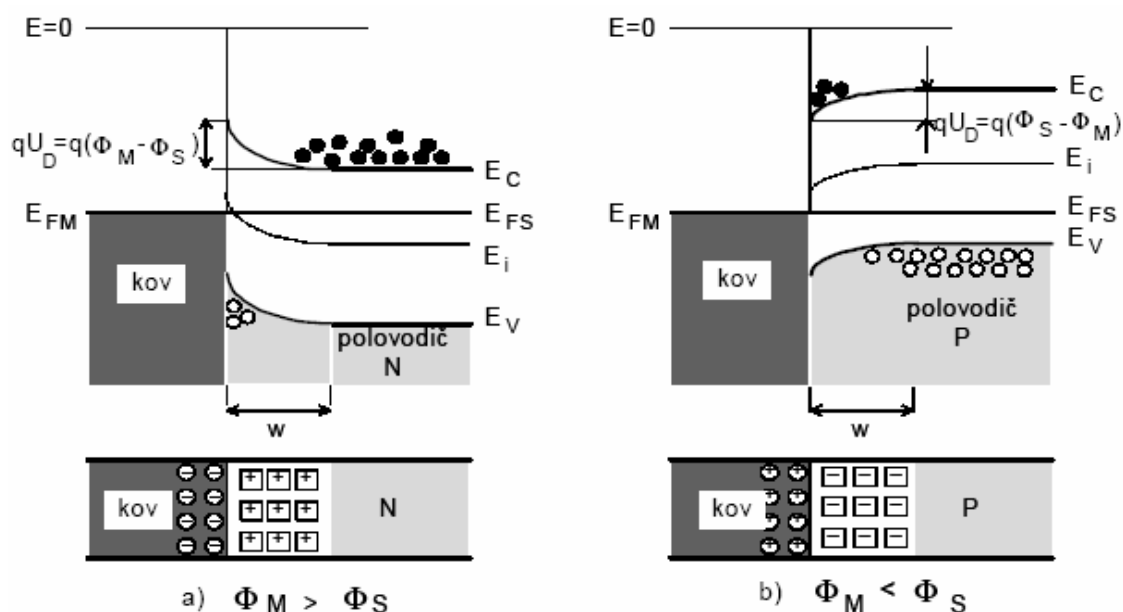 E=0
qU_D=q(Φ_M-Φ_S)
E_C
E_FM
E_FS
E_i
kov
E_V
polovodič
N
w
kov
N
a) Φ_M > Φ_S
E=0
E_C
qU_D=q(Φ_S-Φ_M)
E_i
E_FM
E_FS
E_V
kov
polovodič
P
w
kov
P
b) Φ_M < Φ_S